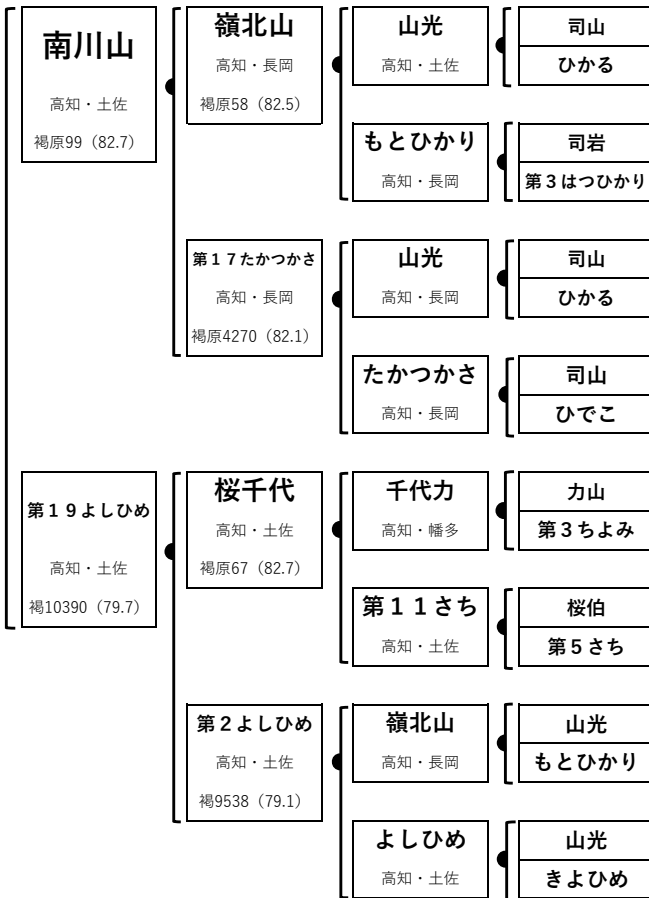 南川山
高知・土佐
褐原99（82.7）
嶺北山
高知・長岡
褐原58（82.5）
山光
高知・土佐
司山
ひかる
もとひかり
高知・長岡
司岩
第３はつひかり
第１７たかつかさ
高知・長岡
褐原4270（82.1）
山光
高知・長岡
司山
ひかる
たかつかさ
高知・長岡
司山
ひでこ
第１９よしひめ
高知・土佐
褐10390（79.7）
桜千代
高知・土佐
褐原67（82.7）
千代力
高知・幡多
力山
第３ちよみ
第１１さち
高知・土佐
桜伯
第５さち
第２よしひめ
高知・土佐
褐9538（79.1）
嶺北山
高知・長岡
山光
もとひかり
よしひめ
高知・土佐
山光
きよひめ